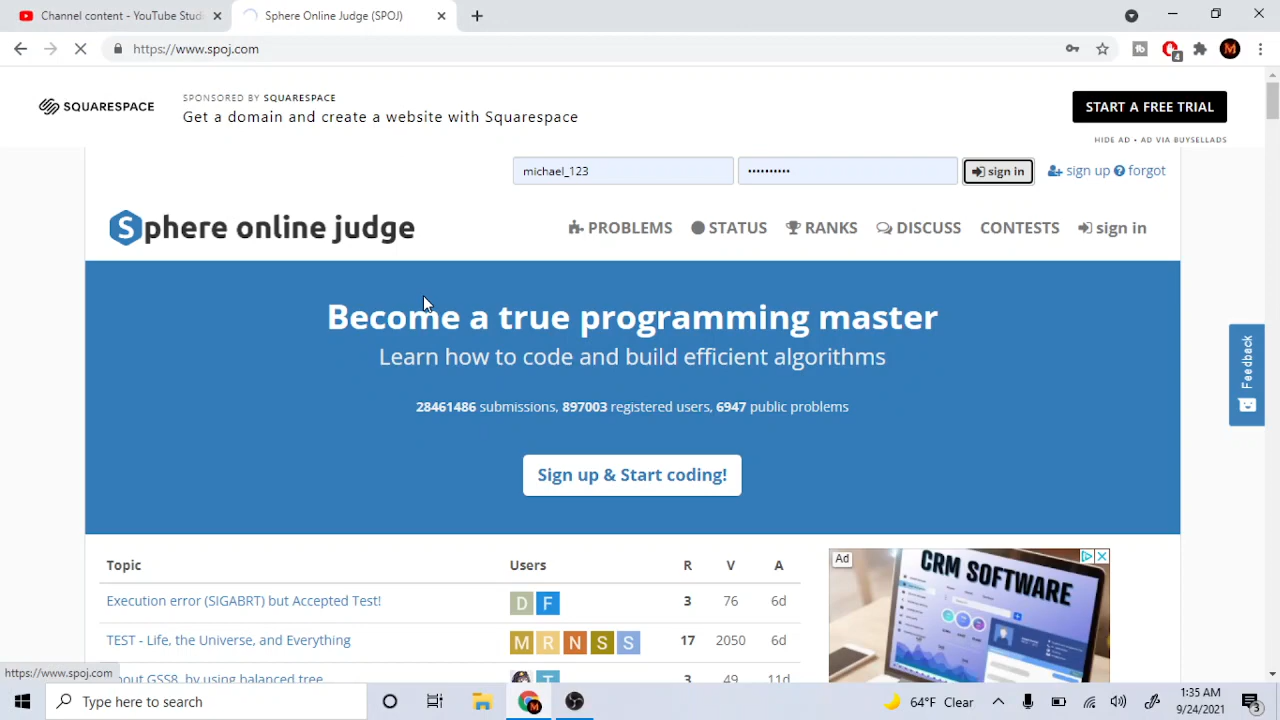 Channel content - YouTube Studi
Sphere Online Judge (SPOJ)
https://www.spoj.com
4
M
SQUARESPACE
SPONSORED BY SQUARESPACE
Get a domain and create a website with Squarespace
START A FREE TRIAL
HIDE AD • AD VIA BUYSELLADS
michael_123
••••••••••
sign in
sign up
forgot
Sphere online judge
PROBLEMS
STATUS
RANKS
DISCUSS
CONTESTS
sign in
Become a true programming master
Learn how to code and build efficient algorithms
28461486 submissions, 897003 registered users, 6947 public problems
Sign up & Start coding!
Feedback
Topic Users R V A
Execution error (SIGABRT) but Accepted Test! D F 3 76 6d
TEST - Life, the Universe, and Everything M R N S S 17 2050 6d
bout GSS8, by using balanced tree T 3 49 11d
Ad
CRM SOFTWARE
https://www.spoj.com
Type here to search
M
64°F Clear
1:35 AM
9/24/2021
3